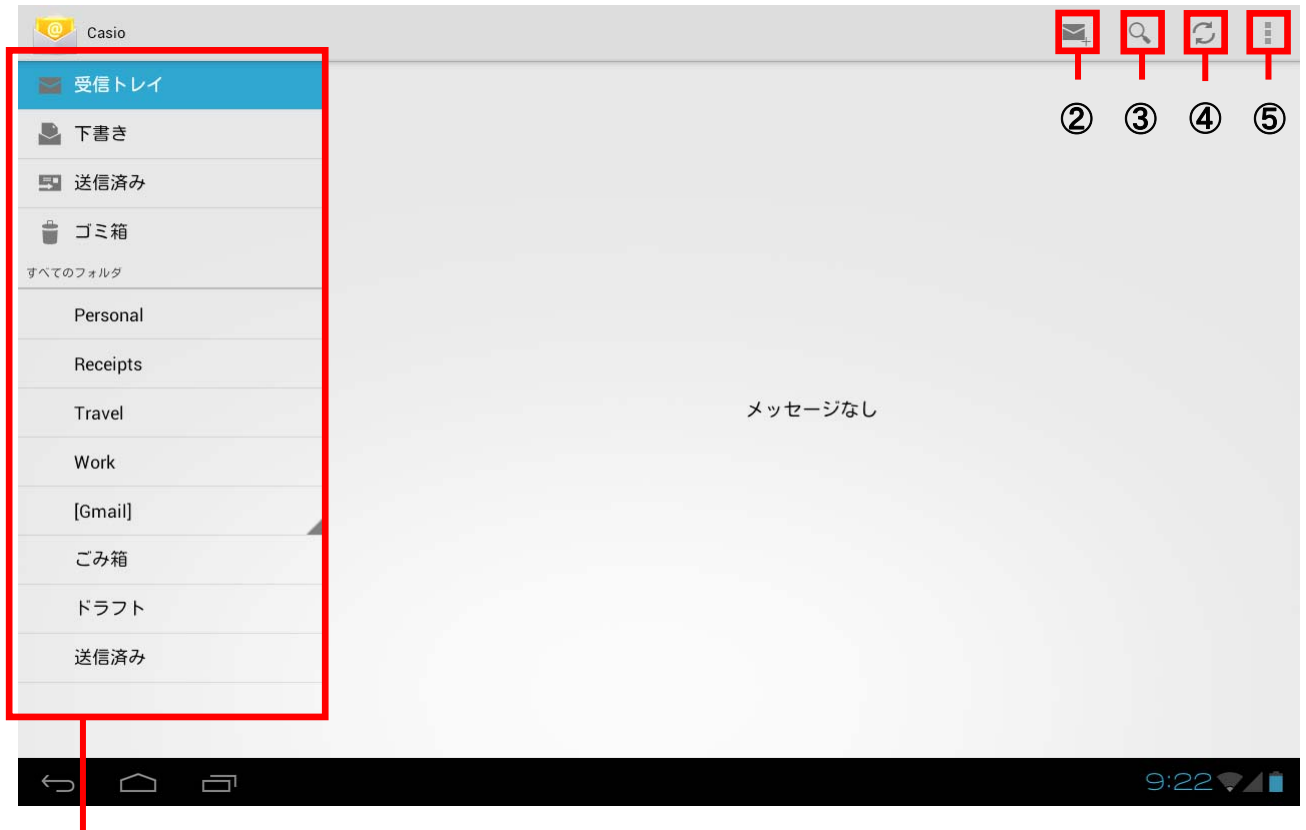 Casio
受信トレイ
下書き
送信済み
ゴミ箱
すべてのフォルダ
Personal
Receipts
Travel
Work
[Gmail]
ごみ箱
ドラフト
送信済み
② ③ ④ ⑤
メッセージなし
9:22